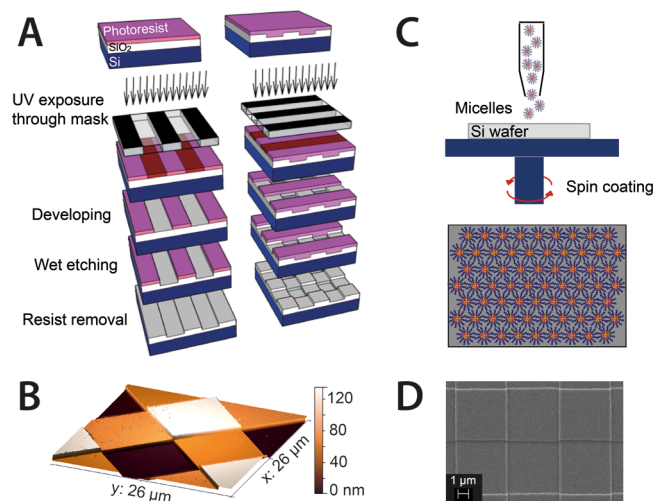 A
Photoresist
SiO₂
Si
UV exposure
through mask
Developing
Wet etching
Resist removal
B
120
80
40
0 nm
x: 26 µm
y: 26 µm
C
Micelles
Si wafer
Spin coating
D
1 µm